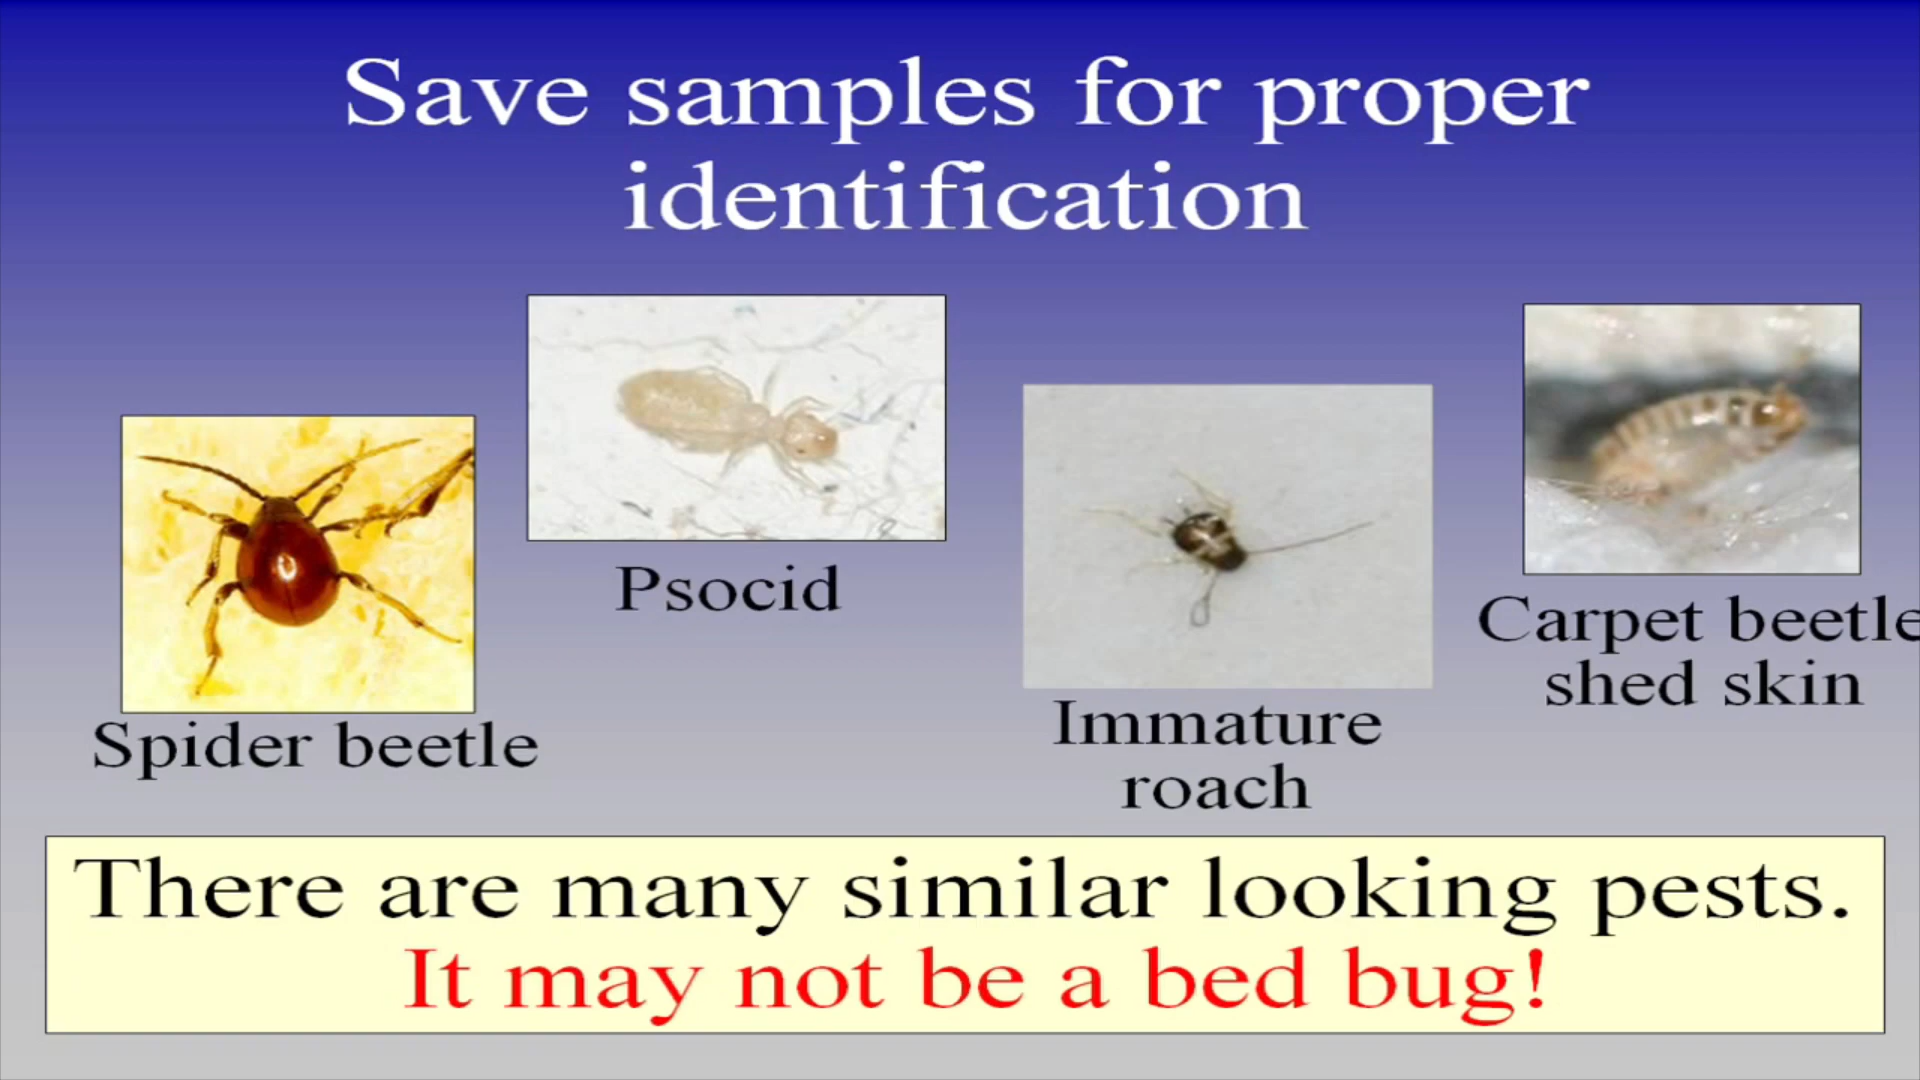 Save samples for proper
identification
Psocid
Spider beetle
Immature
roach
Carpet beetle
shed skin
There are many similar looking pests.
It may not be a bed bug!